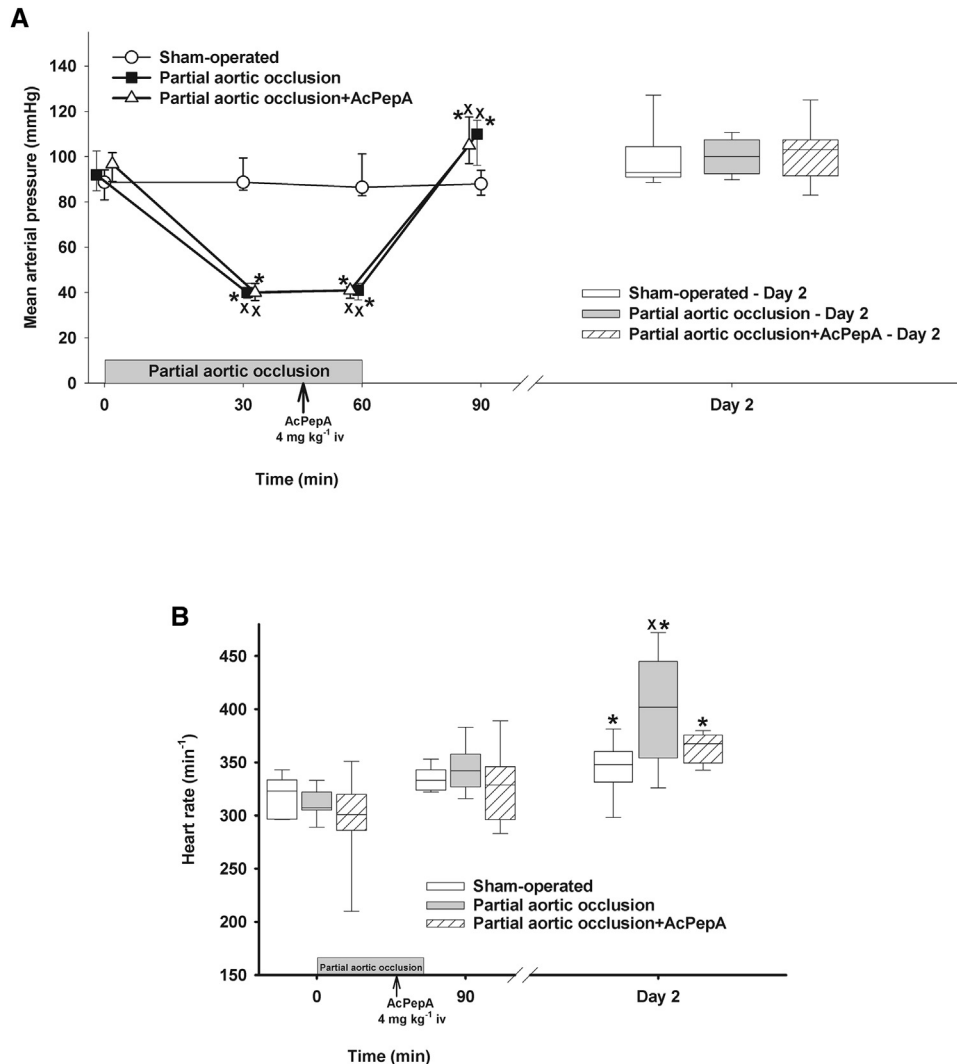 A
Sham-operated
Partial aortic occlusion
Partial aortic occlusion+AcPepA
Mean arterial pressure (mmHg)
140
120
100
80
60
40
20
0
* x x *
*
* x x
*
x x *
Sham-operated - Day 2
Partial aortic occlusion - Day 2
Partial aortic occlusion+AcPepA - Day 2
Partial aortic occlusion
0 30 60 90 Day 2
AcPepA
4 mg kg⁻¹ iv
Time (min)
B
Heart rate (min⁻¹)
450
400
350
300
250
200
150
x *
* *
Sham-operated
Partial aortic occlusion
Partial aortic occlusion+AcPepA
Partial aortic occlusion
0 90 Day 2
AcPepA
4 mg kg⁻¹ iv
Time (min)